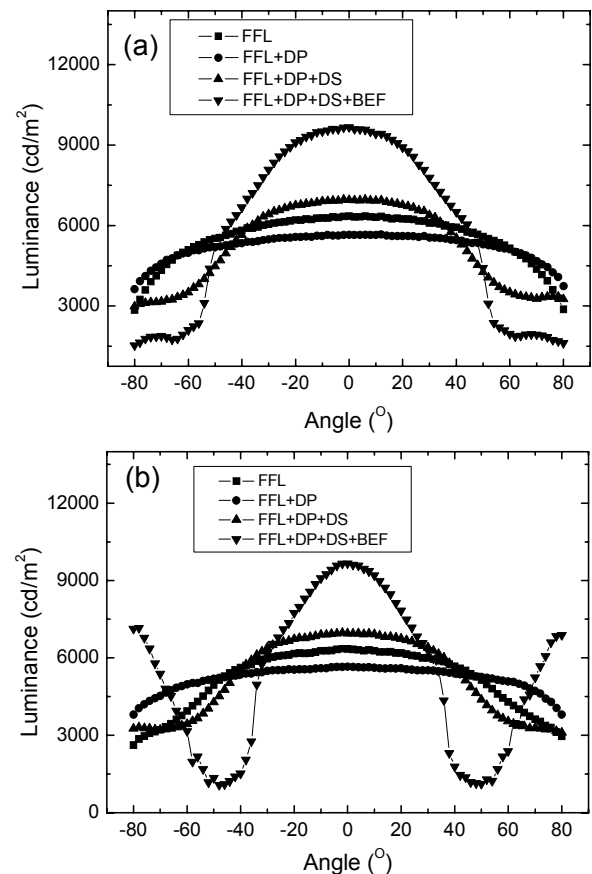 (a)
FFL
FFL+DP
FFL+DP+DS
FFL+DP+DS+BEF
12000
9000
6000
3000
Luminance (cd/m²)
-80 -60 -40 -20 0 20 40 60 80
Angle (ᴼ)
(b)
FFL
FFL+DP
FFL+DP+DS
FFL+DP+DS+BEF
12000
9000
6000
3000
0
Luminance (cd/m²)
-80 -60 -40 -20 0 20 40 60 80
Angle (ᴼ)